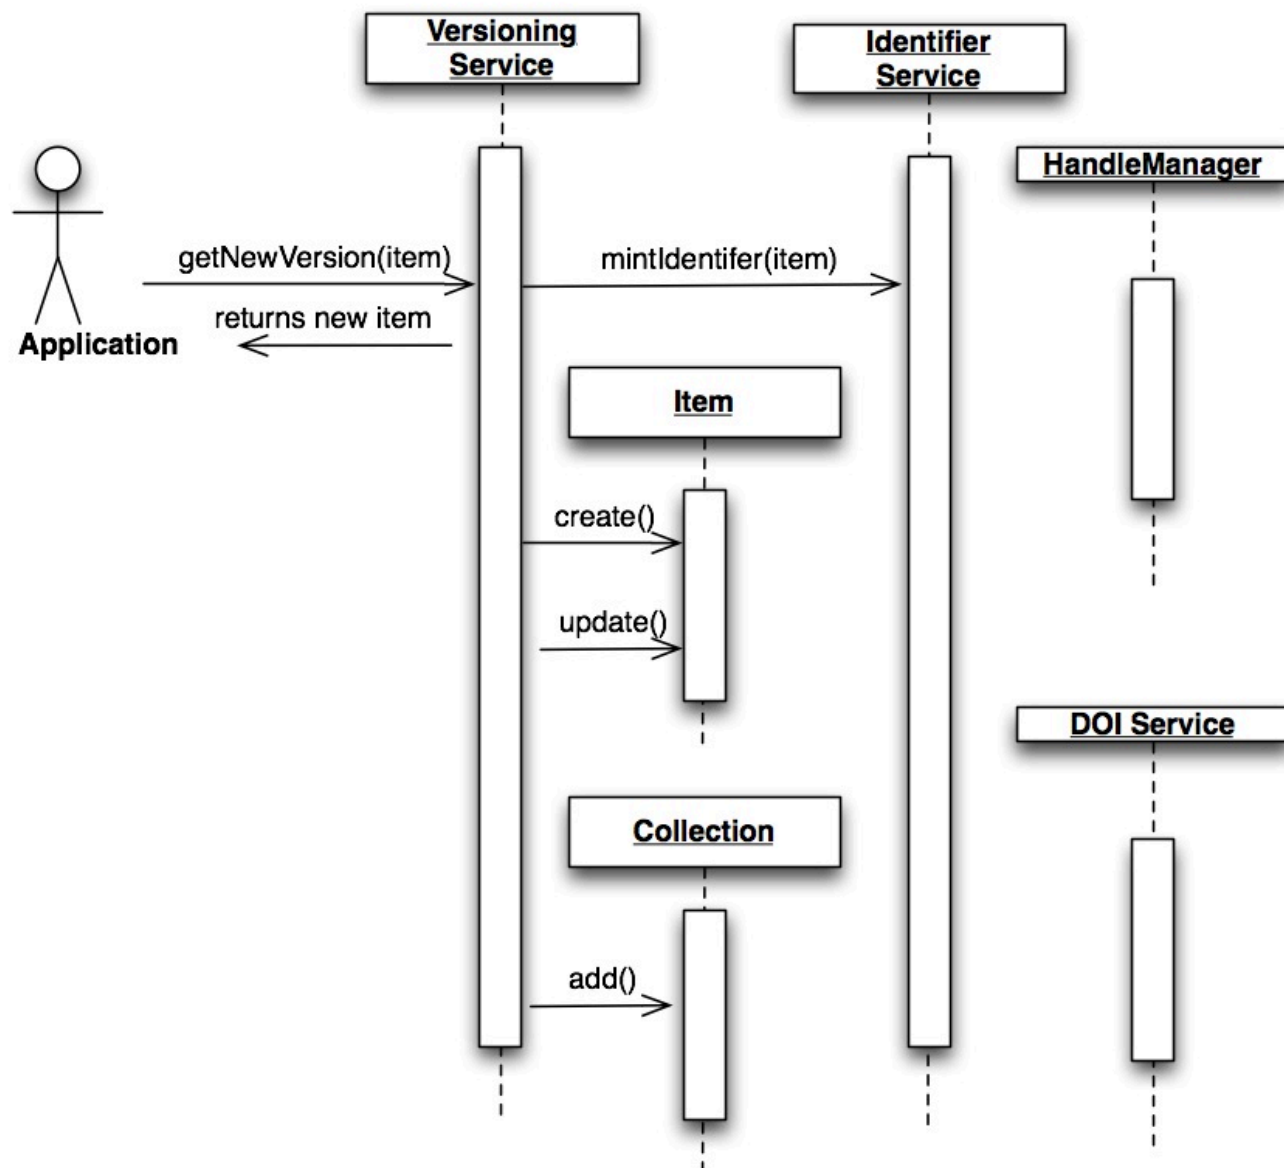 Versioning
Service
Identifier
Service
HandleManager
getNewVersion(item)
mintIdentifer(item)
returns new item
Application
Item
create()
update()
DOI Service
Collection
add()